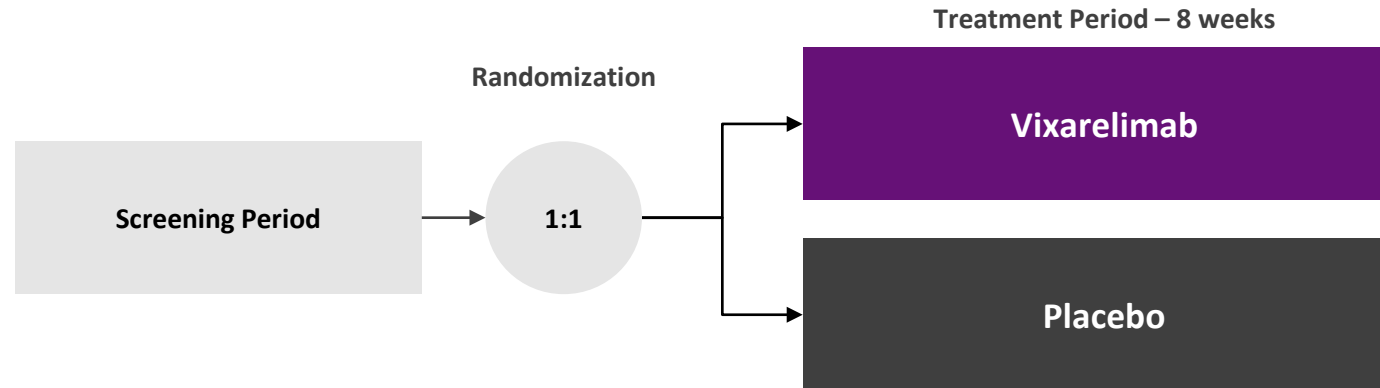 Treatment Period – 8 weeks
Randomization
Vixarelimab
Screening Period
1:1
Placebo